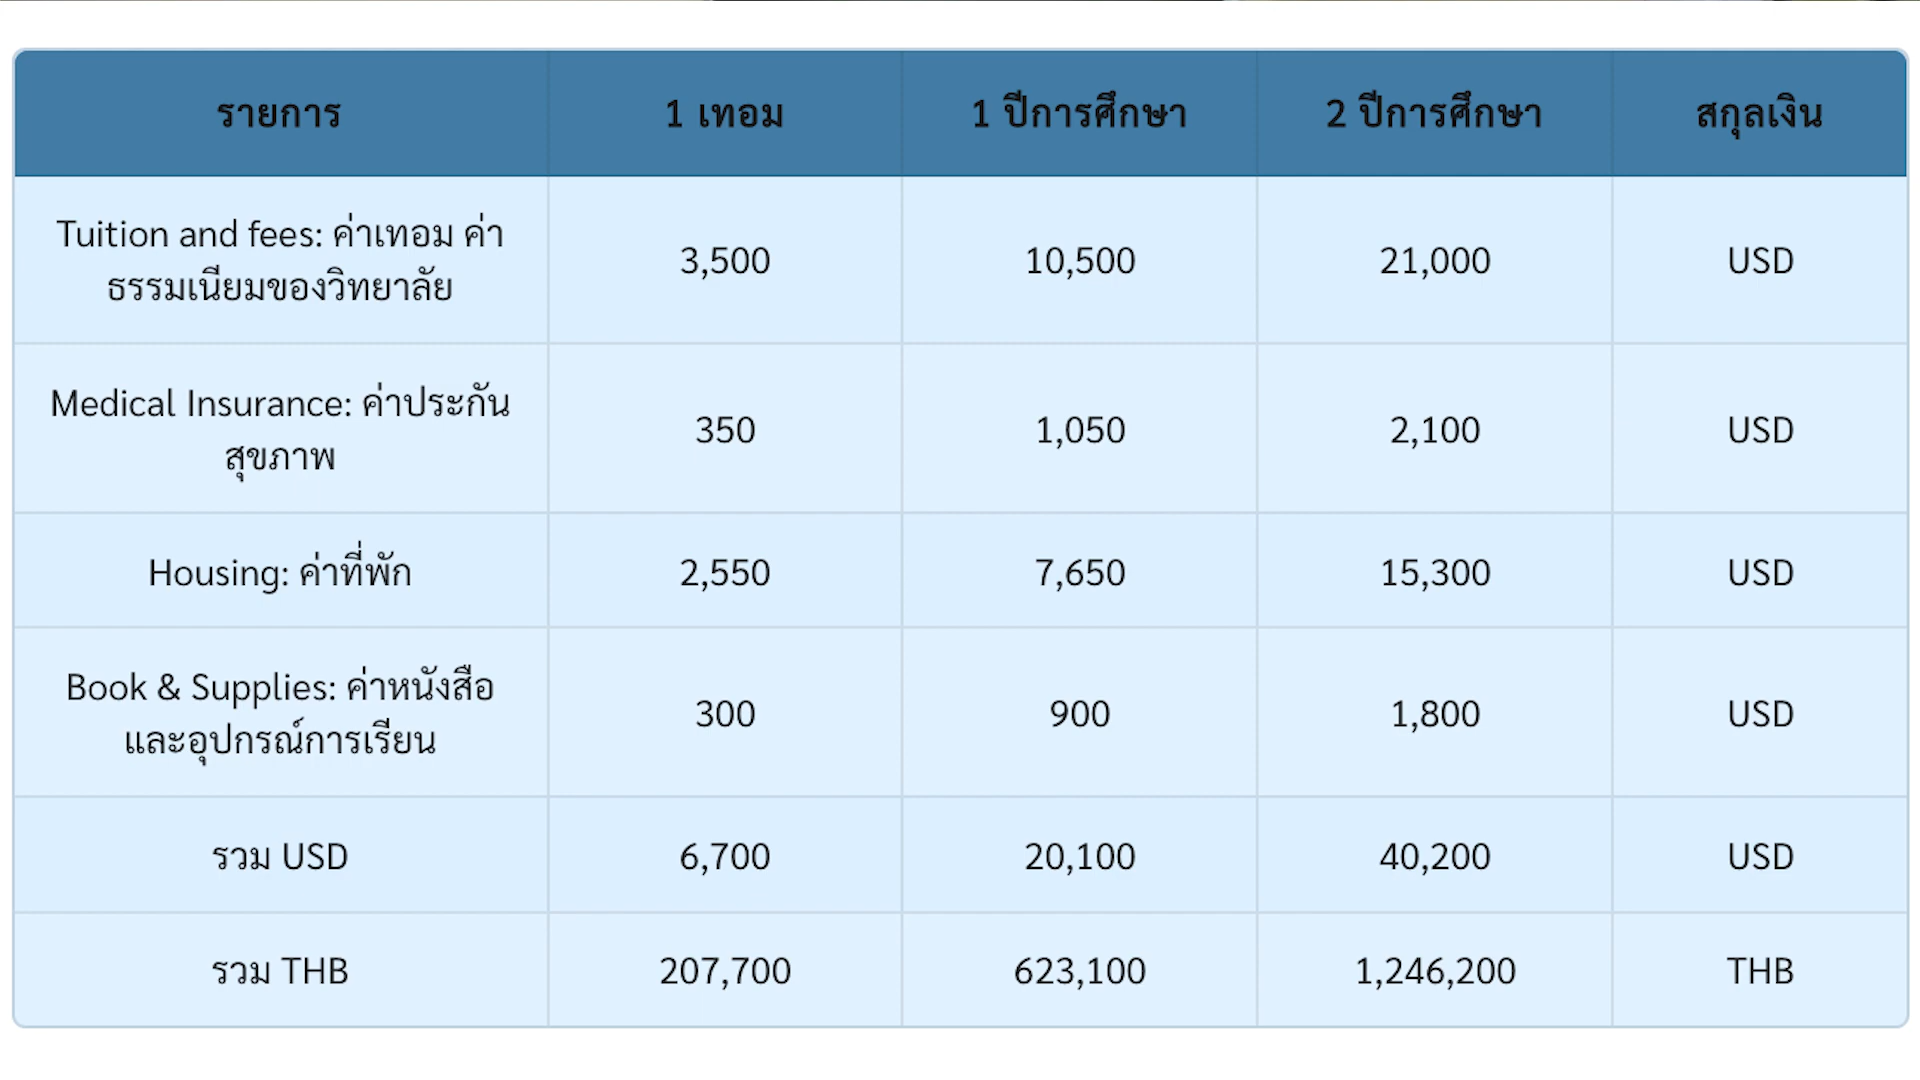 รายการ 1 เทอม 1 ปีการศึกษา 2 ปีการศึกษา สกุลเงิน
Tuition and fees: ค่าเทอม ค่า
ธรรมเนียมของวิทยาลัย
3,500 10,500 21,000 USD
Medical Insurance: ค่าประกัน
สุขภาพ
350 1,050 2,100 USD
Housing: ค่าที่พัก 2,550 7,650 15,300 USD
Book & Supplies: ค่าหนังสือ
และอุปกรณ์การเรียน
300 900 1,800 USD
รวม USD 6,700 20,100 40,200 USD
รวม THB 207,700 623,100 1,246,200 THB